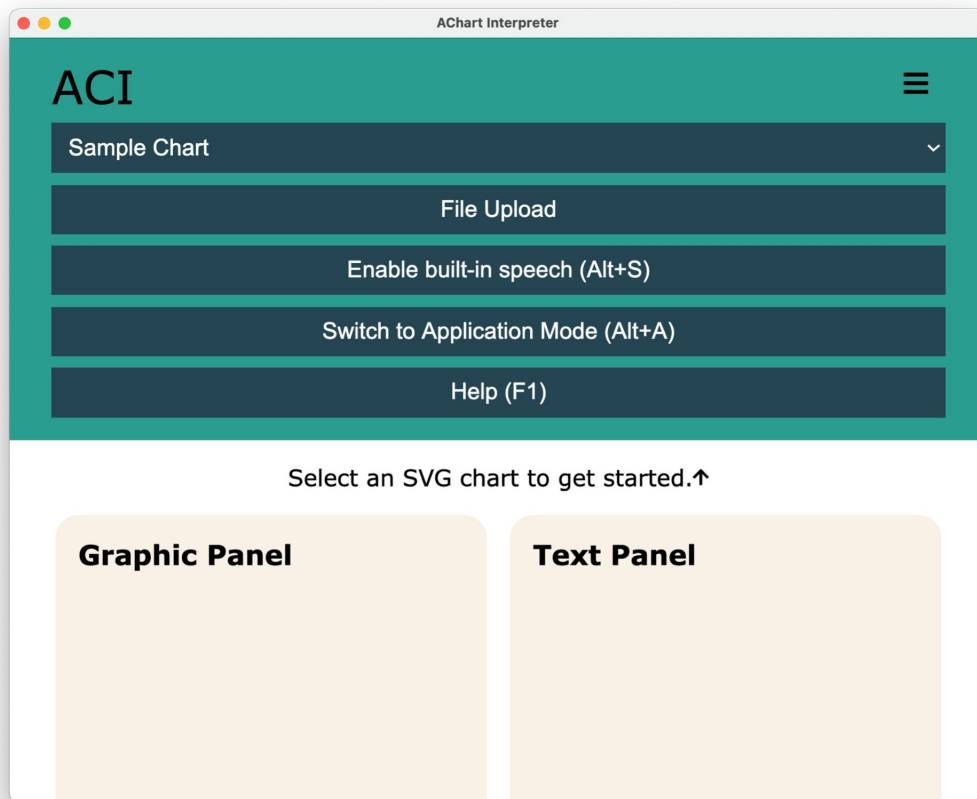 AChart Interpreter
ACI
Sample Chart
File Upload
Enable built-in speech (Alt+S)
Switch to Application Mode (Alt+A)
Help (F1)
Select an SVG chart to get started.↑
Graphic Panel
Text Panel